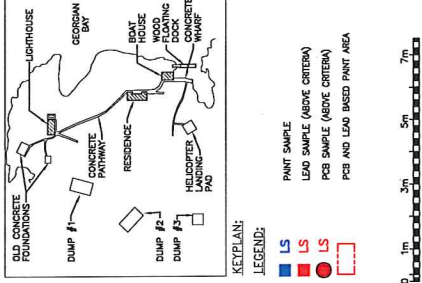 LIGHTHOUSE
GEORGIAN
BAY
BOAT
HOUSE
WOOD
FLOATING
DOCK
CONCRETE
WHARF
OLD CONCRETE
FOUNDATIONS
CONCRETE
PATHWAY
RESIDENCE
HELICOPTER
LANDING
PAD
DUMP #1
DUMP #2
DUMP #3
KEYPLAN:
LEGEND:
LS PAINT SAMPLE
LS LEAD SAMPLE (ABOVE CRITERIA)
LS PCB SAMPLE (ABOVE CRITERIA)
PCB AND LEAD BASED PAINT AREA
0 1m 3m 5m 7m